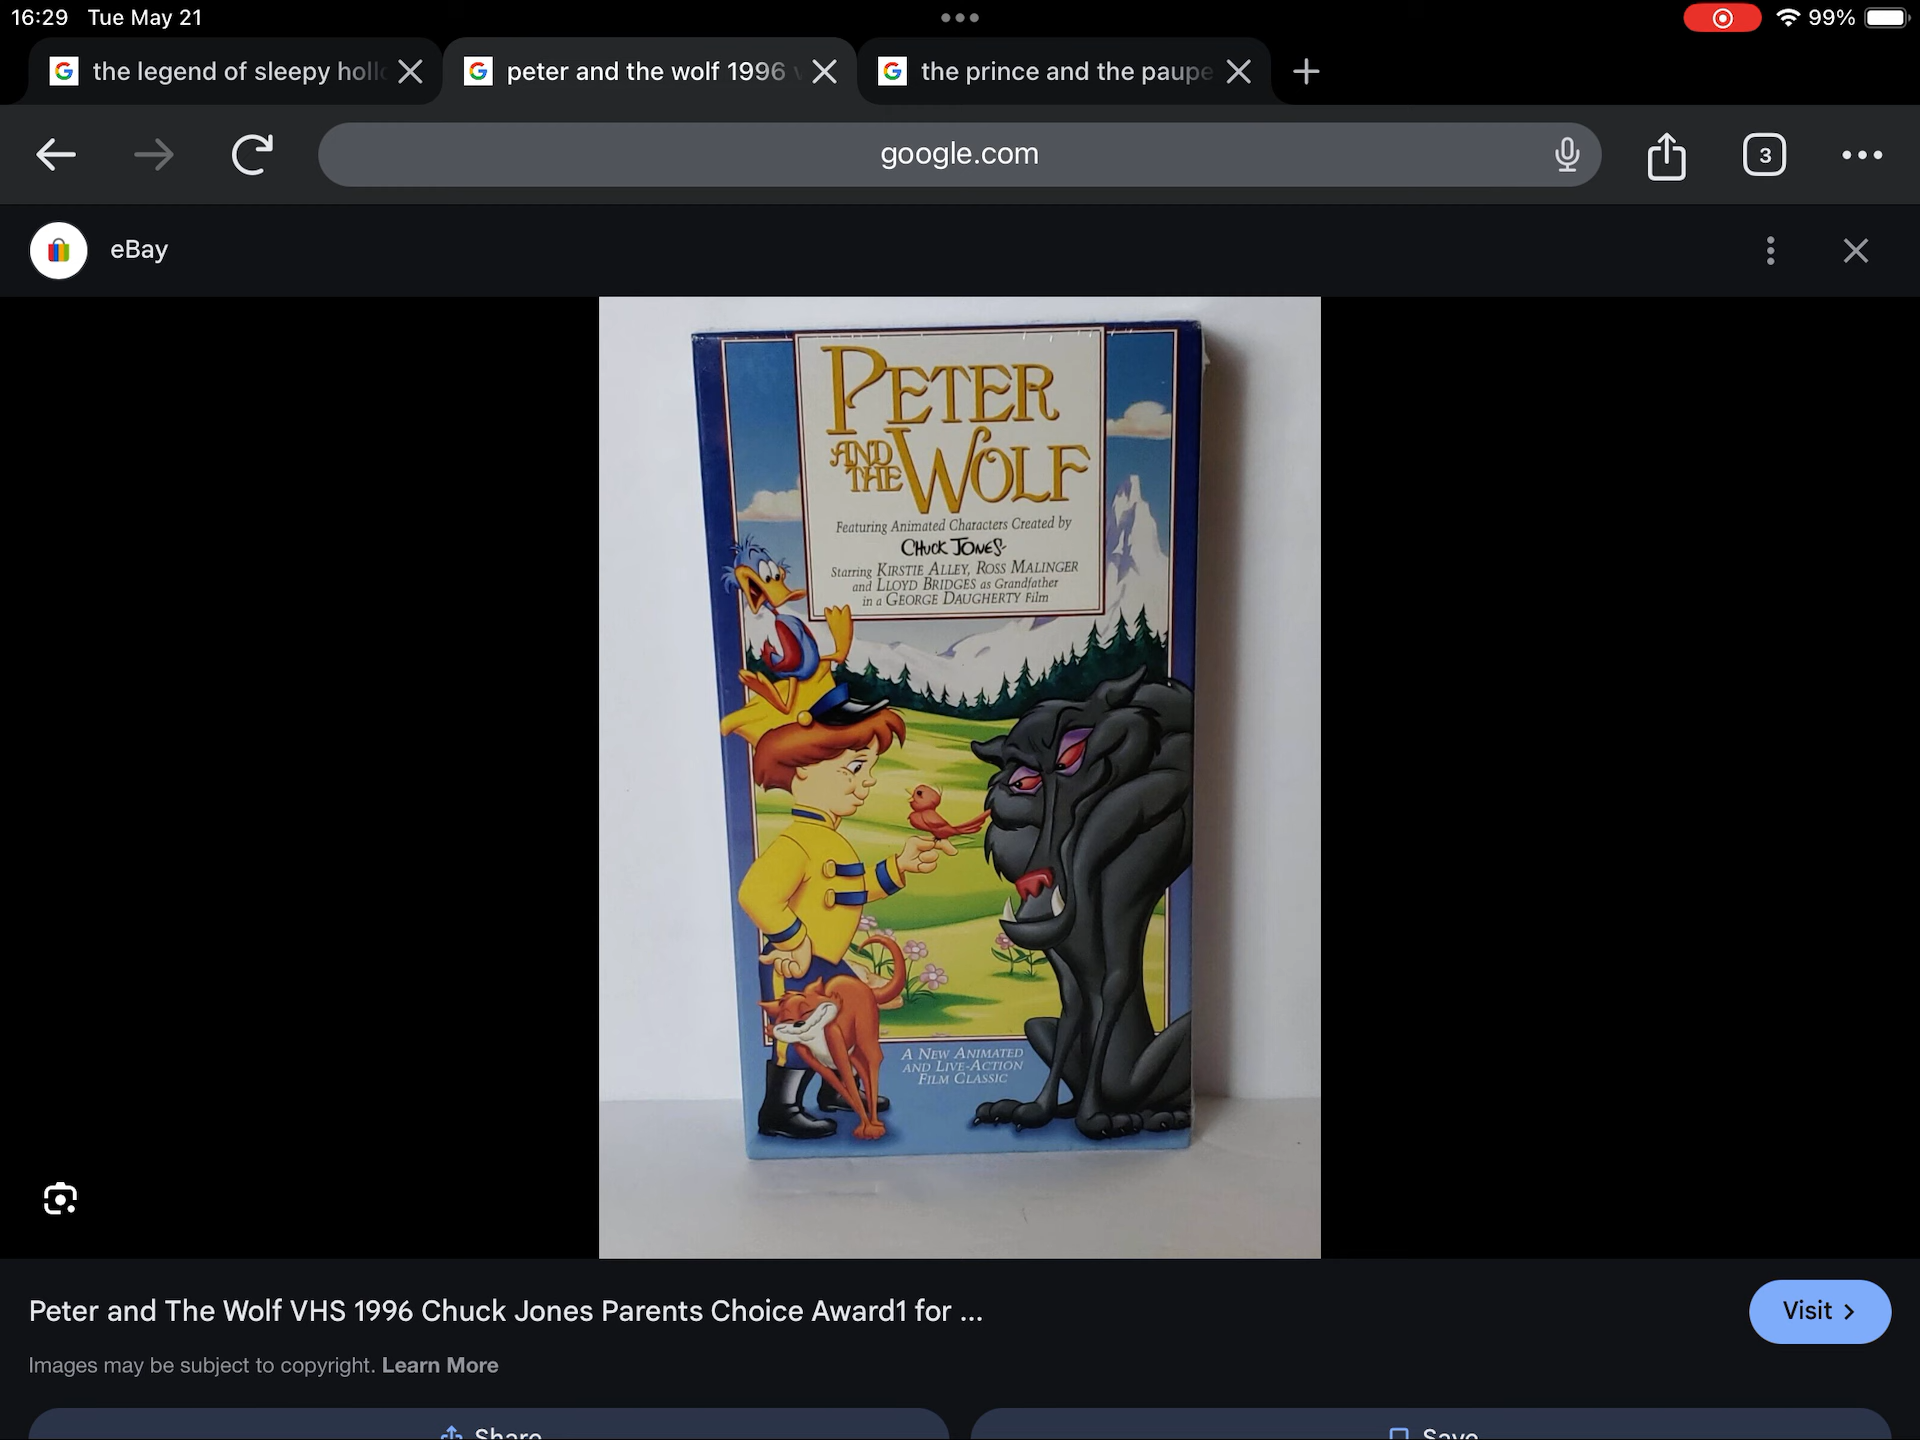 16:29 Tue May 21
99%
the legend of sleepy hollo
peter and the wolf 1996
the prince and the paupe
google.com
3
eBay
PETER
AND THE WOLF
Featuring Animated Characters Created by
CHUCK JONES
Starring KIRSTIE ALLEY, ROSS MALINGER
and LLOYD BRIDGES as Grandfather
in a GEORGE DAUGHERTY Film
A NEW ANIMATED
AND LIVE-ACTION
FILM CLASSIC
Peter and The Wolf VHS 1996 Chuck Jones Parents Choice Award1 for ...
Visit
Images may be subject to copyright. Learn More
Share
Save